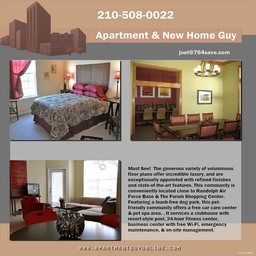 210-508-0022
Apartment & New Home Guy
joel@764save.com
Must See! The generous variety of voluminous
floor plans offer incredible luxury, and are
exceptionally appointed with refined finishes
and state-of-the-art features. This community is
conveniently located close to Randolph Air
Force Base & The Forum Shopping Center.
Featuring a leash-free dog park, this pet-
friendly community offers a free car care center
& pet spa area. . It services a clubhouse with
resort-style pool, 24-hour fitness center,
business center with free Wi-Fi, emergency
maintenance, & on-site management.
WWW.APARTMENTGUYONLINE.COM